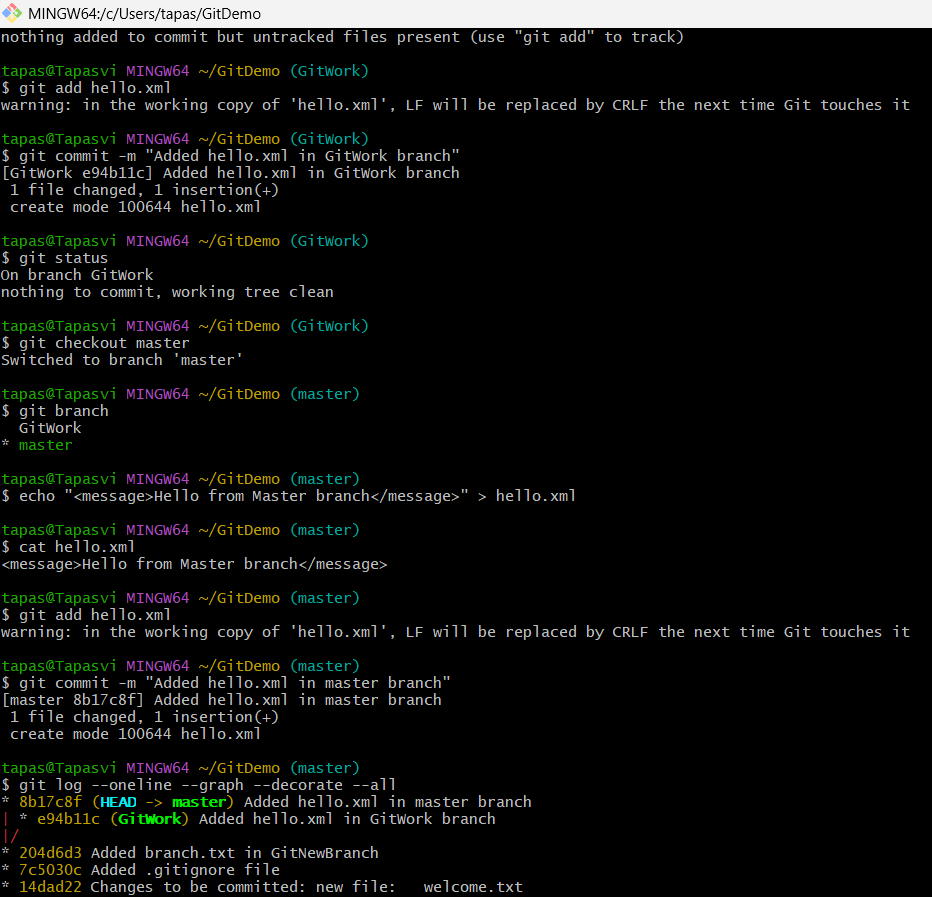 MINGW64:/c/Users/tapas/GitDemo
nothing added to commit but untracked files present (use "git add" to track)
tapas@Tapasvi MINGW64 ~/GitDemo (GitWork)
$ git add hello.xml
warning: in the working copy of 'hello.xml', LF will be replaced by CRLF the next time Git touches it
tapas@Tapasvi MINGW64 ~/GitDemo (GitWork)
$ git commit -m "Added hello.xml in GitWork branch"
[GitWork e94b11c] Added hello.xml in GitWork branch
 1 file changed, 1 insertion(+)
 create mode 100644 hello.xml
tapas@Tapasvi MINGW64 ~/GitDemo (GitWork)
$ git status
On branch GitWork
nothing to commit, working tree clean
tapas@Tapasvi MINGW64 ~/GitDemo (GitWork)
$ git checkout master
Switched to branch 'master'
tapas@Tapasvi MINGW64 ~/GitDemo (master)
$ git branch
  GitWork
* master
tapas@Tapasvi MINGW64 ~/GitDemo (master)
$ echo "<message>Hello from Master branch</message>" > hello.xml
tapas@Tapasvi MINGW64 ~/GitDemo (master)
$ cat hello.xml
<message>Hello from Master branch</message>
tapas@Tapasvi MINGW64 ~/GitDemo (master)
$ git add hello.xml
warning: in the working copy of 'hello.xml', LF will be replaced by CRLF the next time Git touches it
tapas@Tapasvi MINGW64 ~/GitDemo (master)
$ git commit -m "Added hello.xml in master branch"
[master 8b17c8f] Added hello.xml in master branch
 1 file changed, 1 insertion(+)
 create mode 100644 hello.xml
tapas@Tapasvi MINGW64 ~/GitDemo (master)
$ git log --oneline --graph --decorate --all
* 8b17c8f (HEAD -> master) Added hello.xml in master branch
| * e94b11c (GitWork) Added hello.xml in GitWork branch
|/
* 204d6d3 Added branch.txt in GitNewBranch
* 7c5030c Added .gitignore file
* 14dad22 Changes to be committed: new file:   welcome.txt